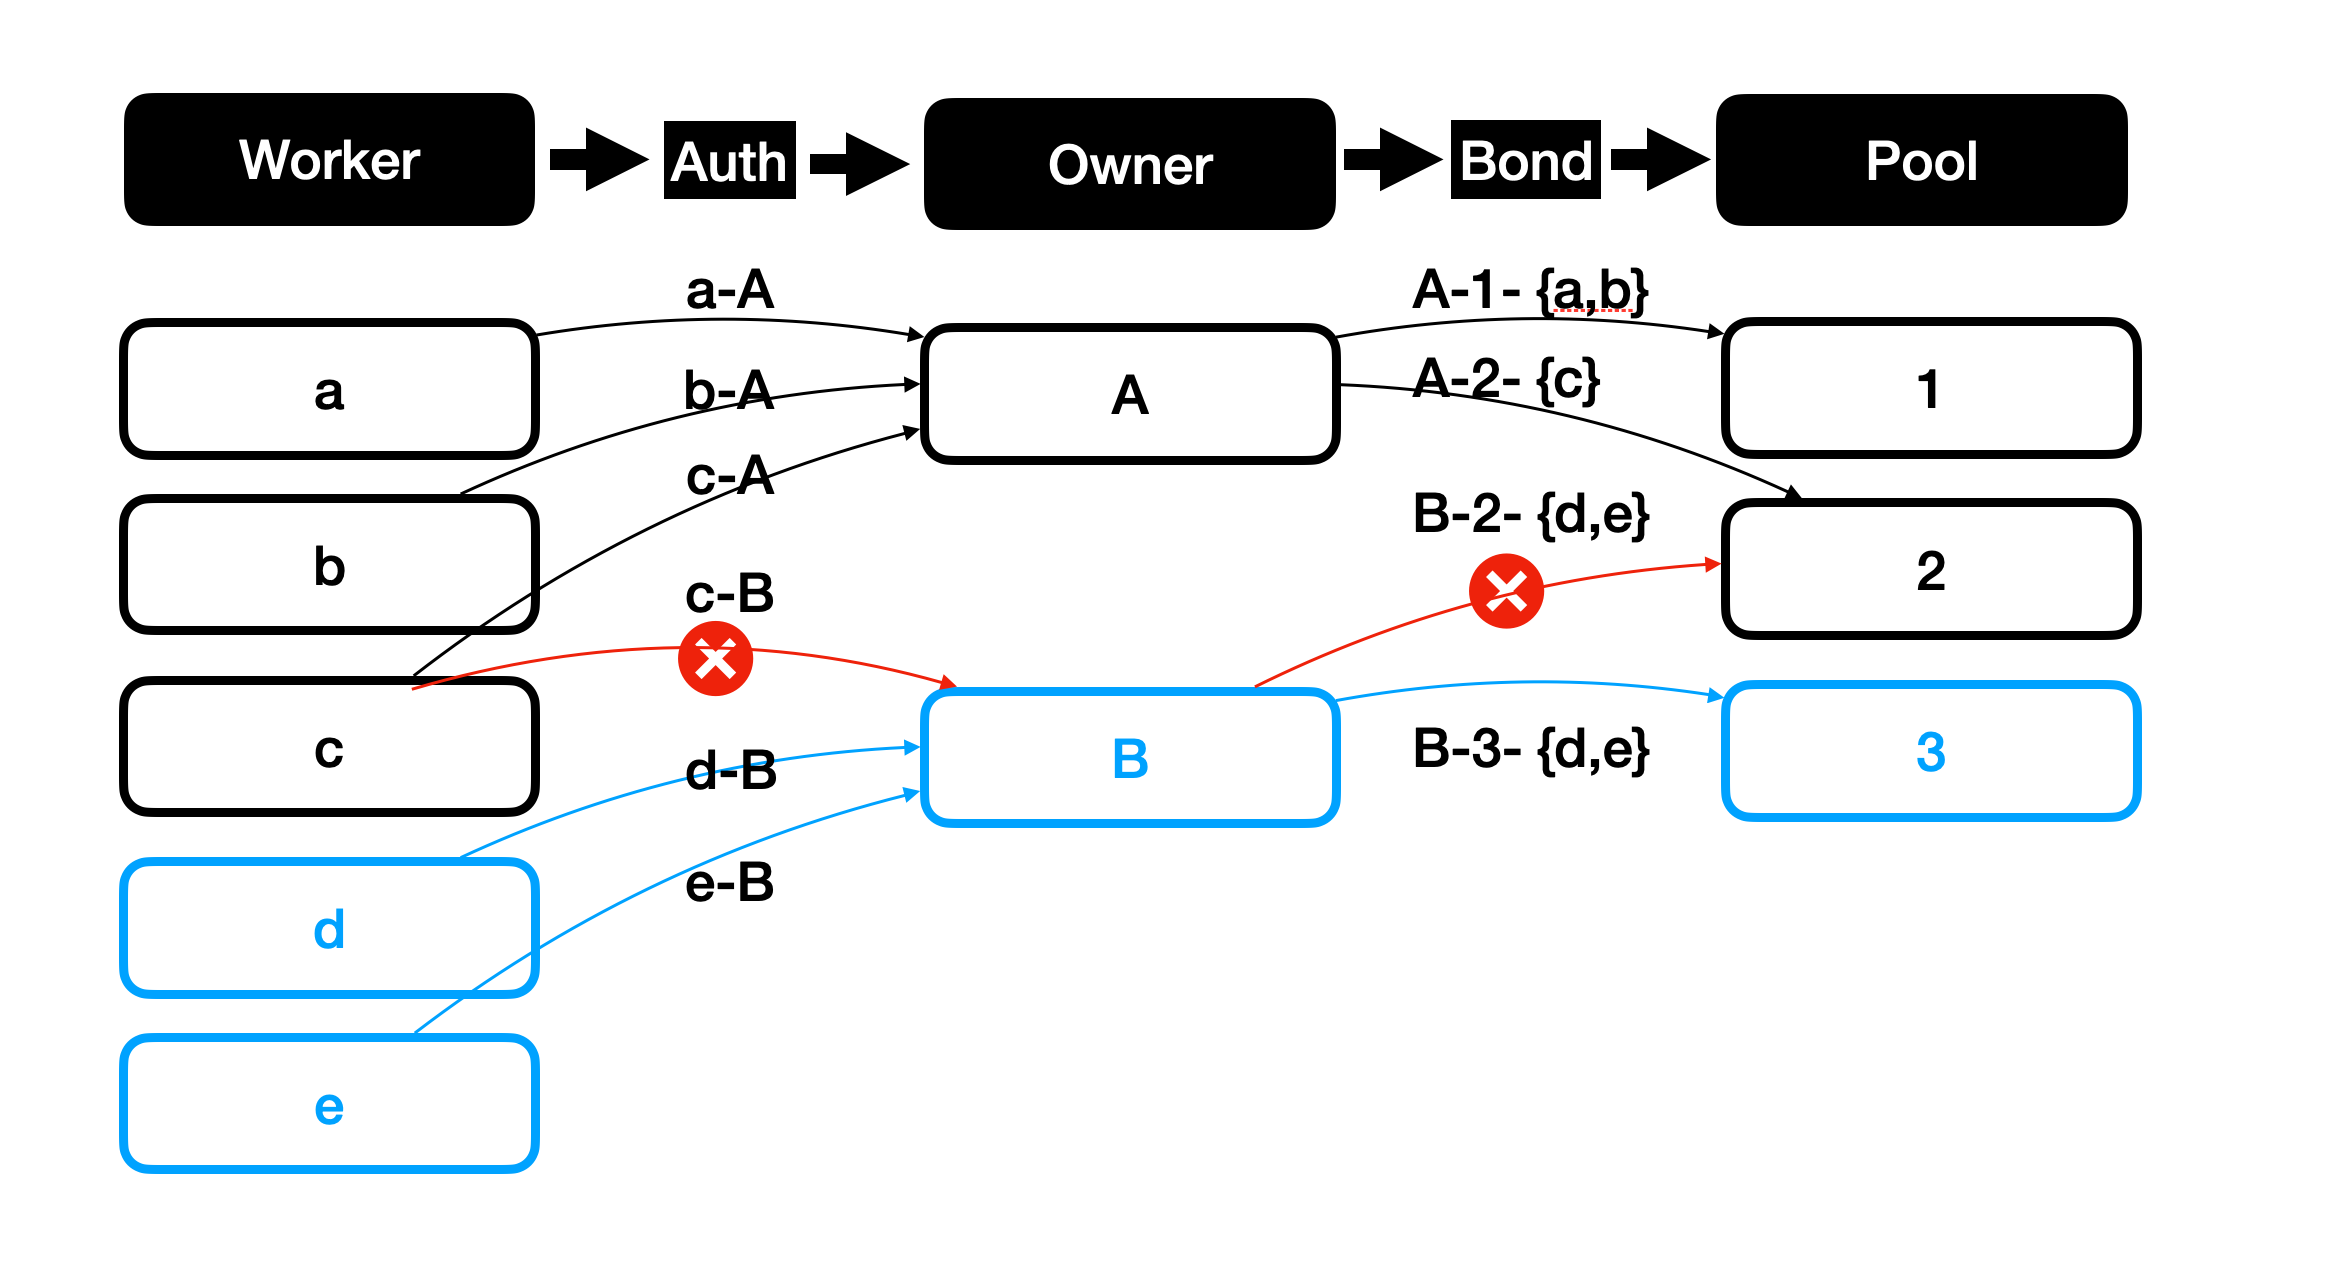 Worker
Auth
Owner
Bond
Pool
a-A
A-1- {a,b}
a
b-A
A
A-2- {c}
1
c-A
b
B-2- {d,e}
2
c-B
c
d-B
B
B-3- {d,e}
3
e-B
d
e